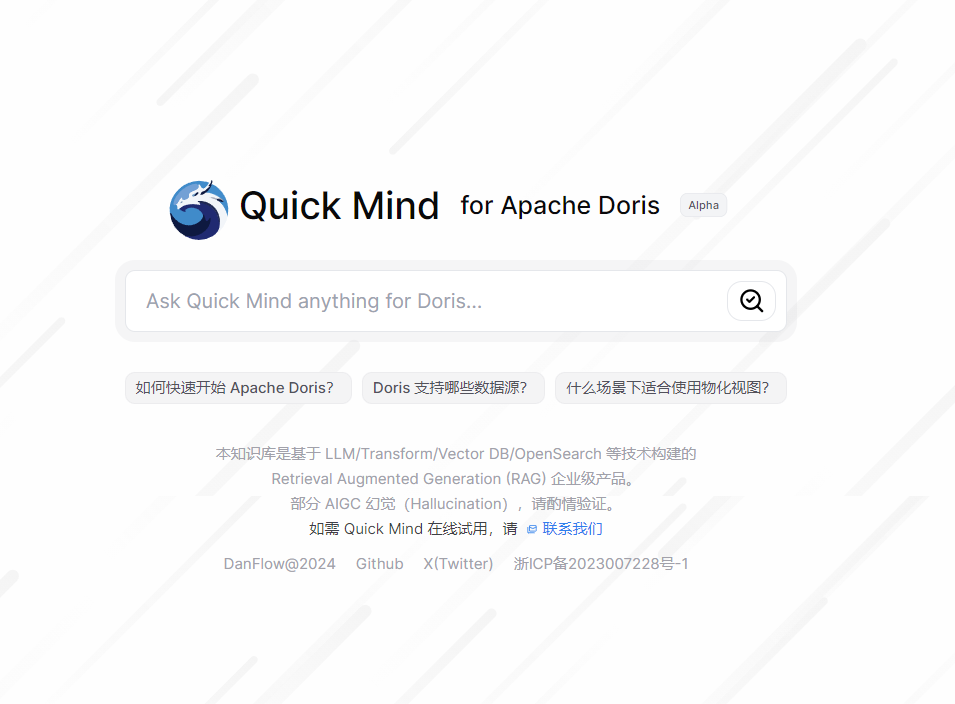 Quick Mind for Apache Doris Alpha
Ask Quick Mind anything for Doris...
如何快速开始 Apache Doris? Doris 支持哪些数据源? 什么场景下适合使用物化视图?
本知识库是基于 LLM/Transform/Vector DB/OpenSearch 等技术构建的
Retrieval Augmented Generation (RAG) 企业级产品。
部分 AIGC 幻觉（Hallucination），请酌情验证。
如需 Quick Mind 在线试用，请 联系我们
DanFlow@2024 Github X(Twitter) 浙ICP备2023007228号-1